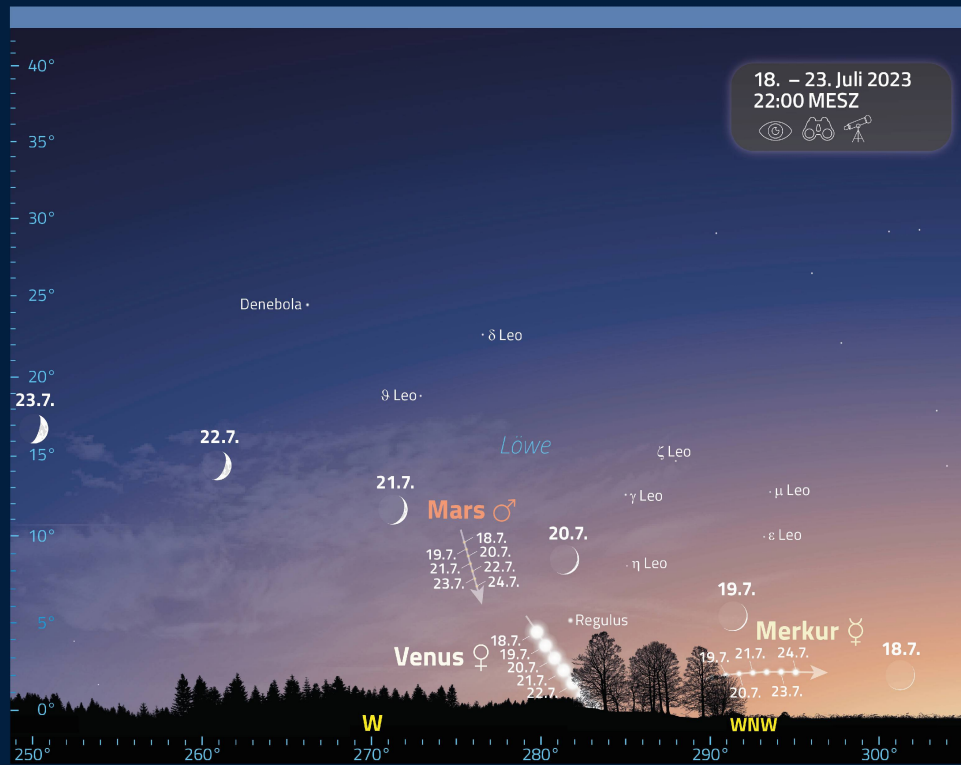 40°
35°
30°
25°
20°
15°
10°
5°
0°
18. – 23. Juli 2023
22:00 MESZ
Denebola
δ Leo
ϑ Leo
23.7.
22.7.
Löwe
ζ Leo
21.7.
Mars ♂
γ Leo
μ Leo
20.7.
ε Leo
18.7.
19.7.
20.7.
21.7.
22.7.
23.7.
24.7.
η Leo
19.7.
Regulus
Merkur ☿
18.7.
Venus ♀
18.7.
19.7.
20.7.
21.7.
22.7.
19.7.
21.7.
24.7.
20.7.
23.7.
W
WNW
250°
260°
270°
280°
290°
300°